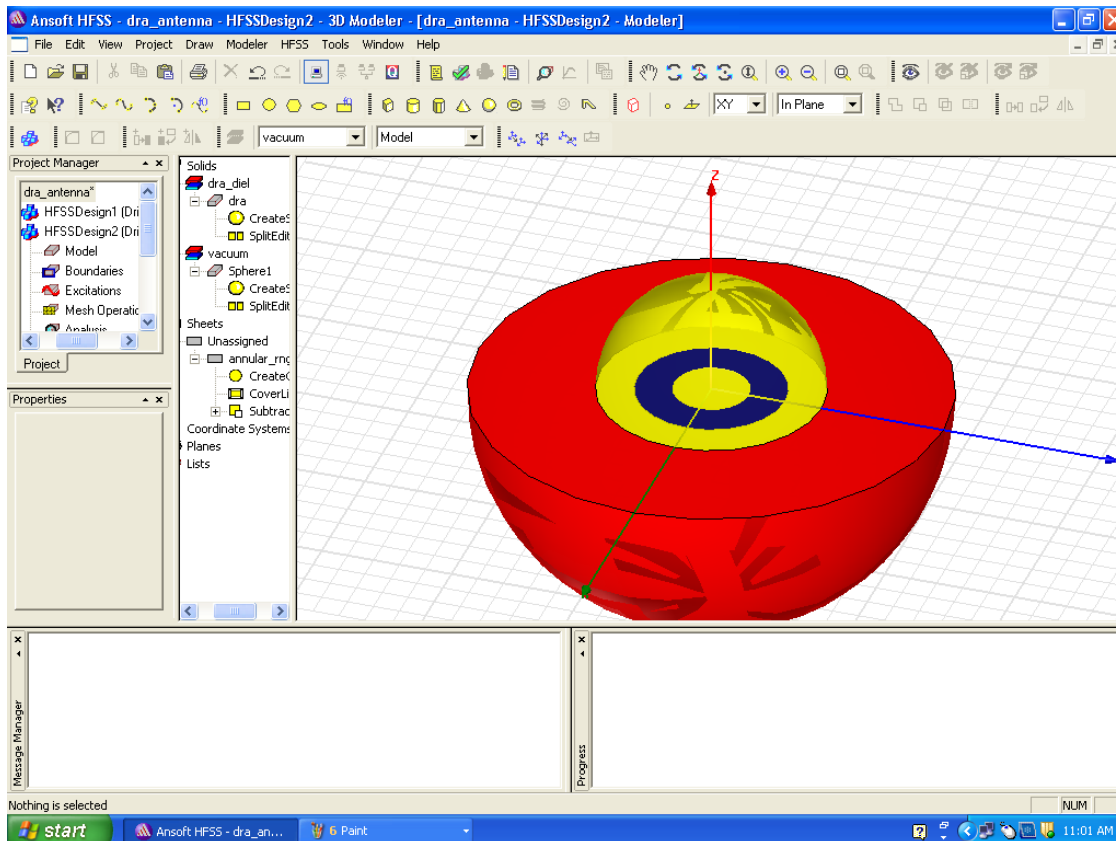 Ansoft HFSS - dra_antenna - HFSSDesign2 - 3D Modeler - [dra_antenna - HFSSDesign2 - Modeler]
File Edit View Project Draw Modeler HFSS Tools Window Help
XY In Plane
vacuum Model
Project Manager
dra_antenna*
HFSSDesign1 (Dri
HFSSDesign2 (Dri
Model
Boundaries
Excitations
Mesh Operatic
Analysis
Project
Properties
Solids
dra_diel
dra
CreateS
SplitEdit
vacuum
Sphere1
CreateS
SplitEdit
Sheets
Unassigned
annular_rng
CreateC
CoverLi
Subtrac
Coordinate Systems
Planes
Lists
Z
Message Manager
Progress
Nothing is selected
NUM
start
Ansoft HFSS - dra_an...
6 Paint
11:01 AM